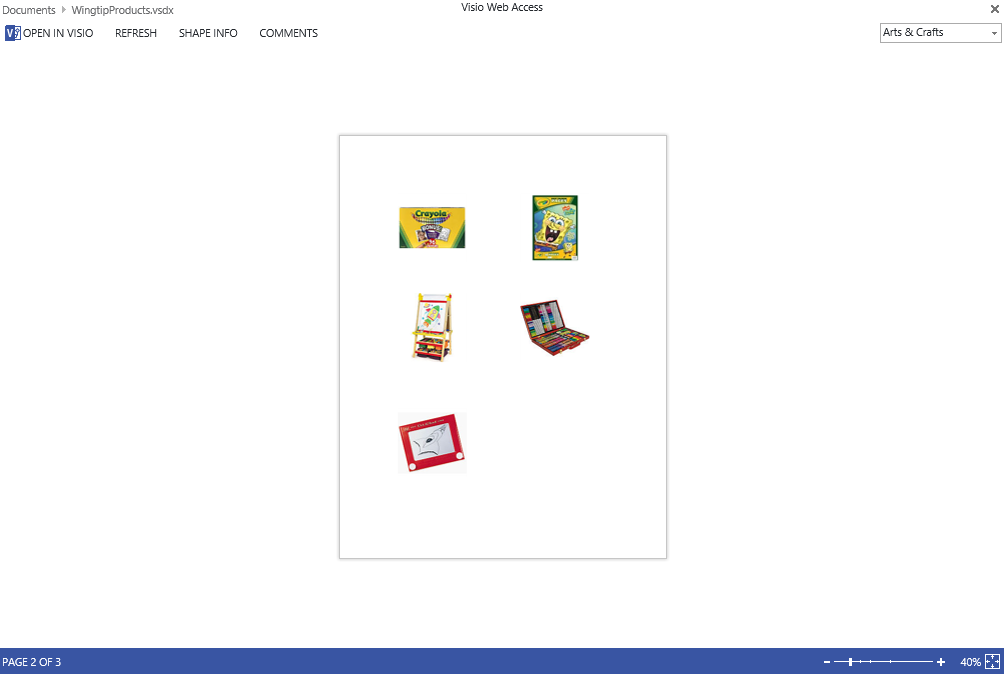 Visio Web Access
Documents WingtipProducts.vsdx
OPEN IN VISIO REFRESH SHAPE INFO COMMENTS
Arts & Crafts
Crayola
PAGE 2 OF 3
40%